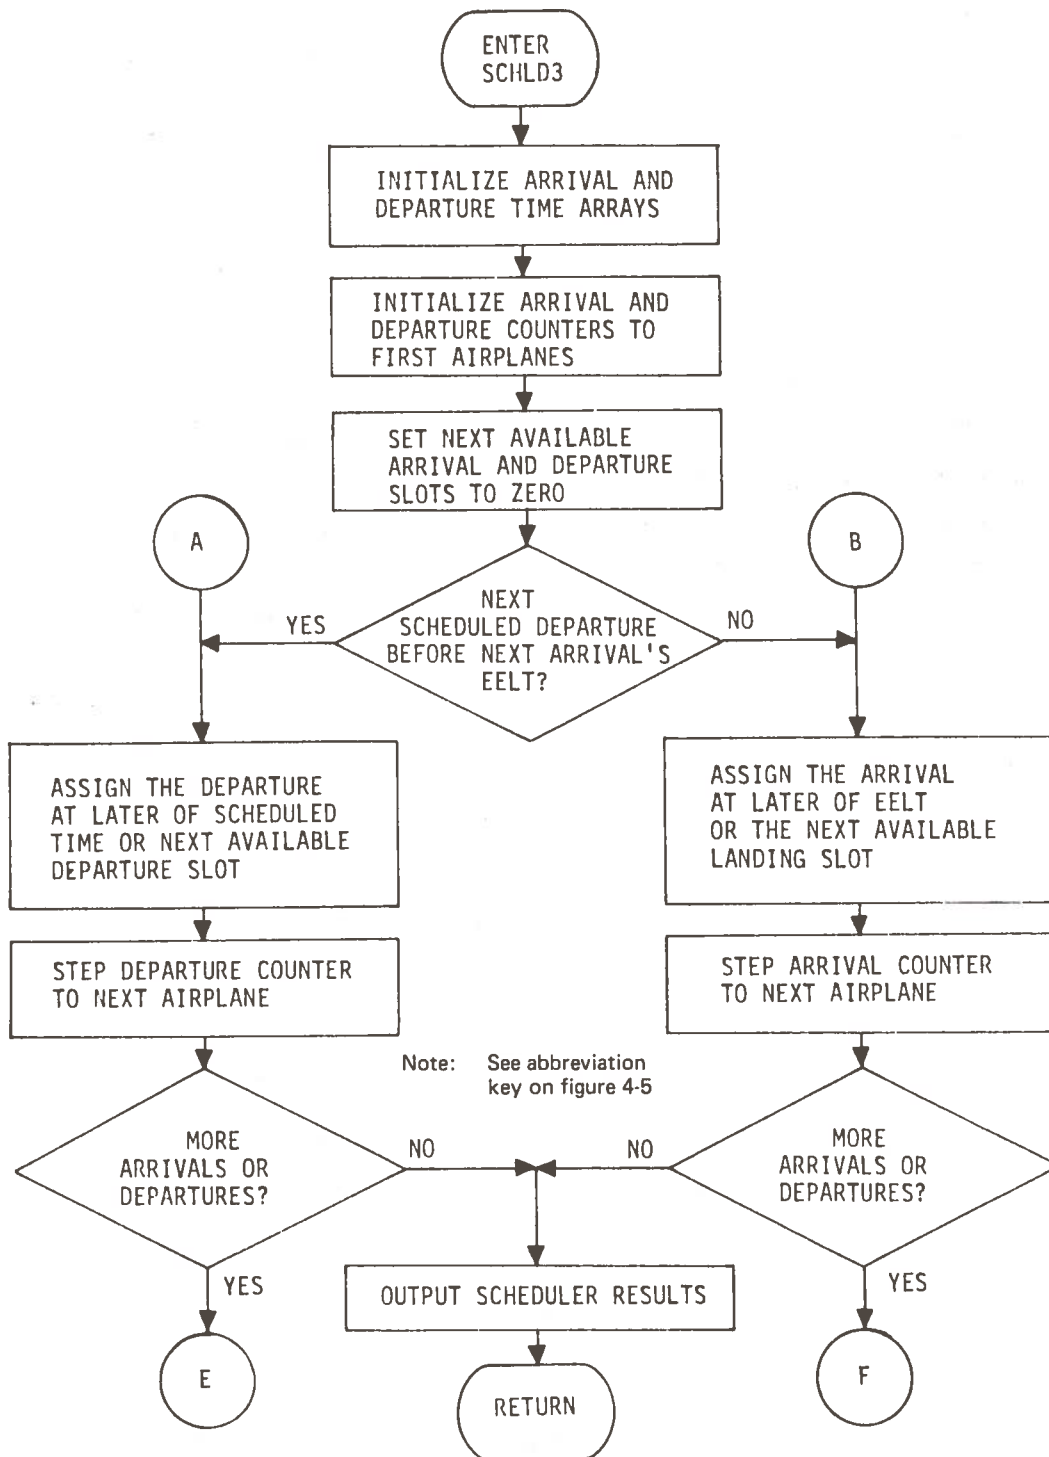 ENTER
SCHLD3
INITIALIZE ARRIVAL AND
DEPARTURE TIME ARRAYS
INITIALIZE ARRIVAL AND
DEPARTURE COUNTERS TO
FIRST AIRPLANES
SET NEXT AVAILABLE
ARRIVAL AND DEPARTURE
SLOTS TO ZERO
A
B
NEXT
SCHEDULED DEPARTURE
BEFORE NEXT ARRIVAL'S
EELT?
YES
NO
ASSIGN THE DEPARTURE
AT LATER OF SCHEDULED
TIME OR NEXT AVAILABLE
DEPARTURE SLOT
ASSIGN THE ARRIVAL
AT LATER OF EELT
OR THE NEXT AVAILABLE
LANDING SLOT
STEP DEPARTURE COUNTER
TO NEXT AIRPLANE
STEP ARRIVAL COUNTER
TO NEXT AIRPLANE
Note: See abbreviation
key on figure 4-5
MORE
ARRIVALS OR
DEPARTURES?
NO
NO
MORE
ARRIVALS OR
DEPARTURES?
YES
OUTPUT SCHEDULER RESULTS
YES
E
RETURN
F